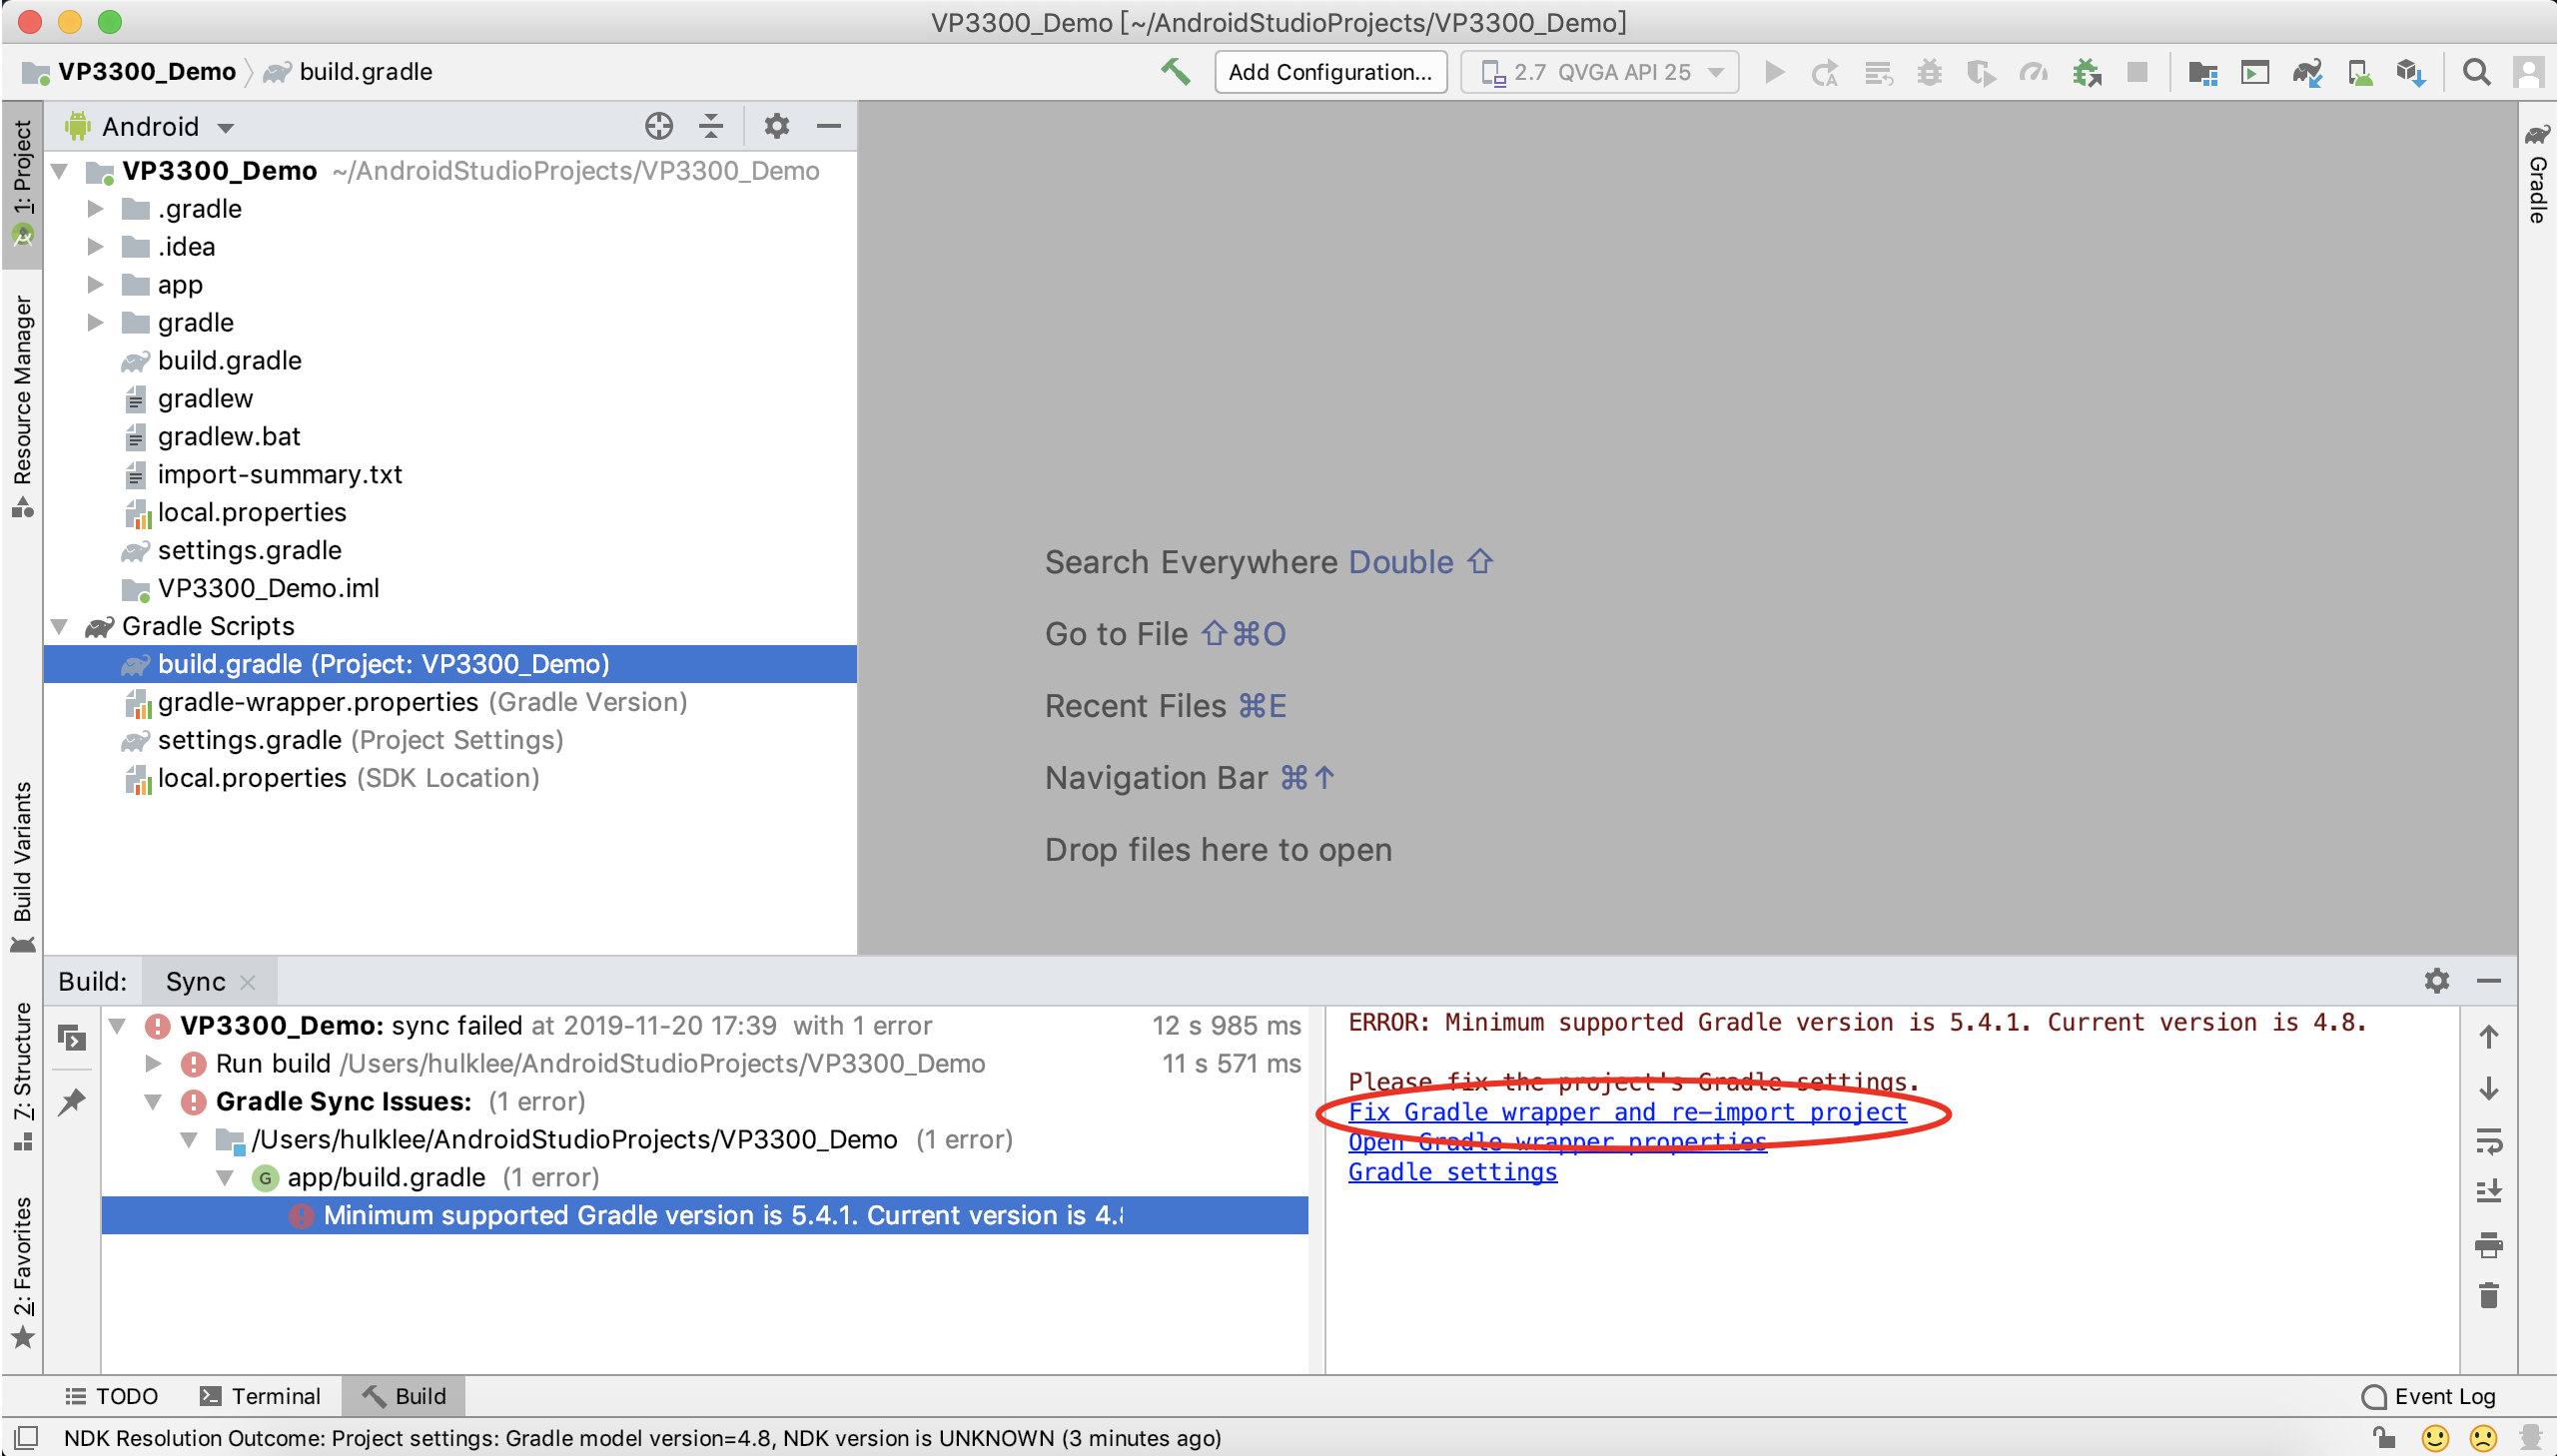 VP3300_Demo [~/AndroidStudioProjects/VP3300_Demo]
VP3300_Demo build.gradle Add Configuration... 2.7 QVGA API 25
1: Project
Resource Manager
Build Variants
7: Structure
2: Favorites
Android
VP3300_Demo ~/AndroidStudioProjects/VP3300_Demo
.gradle
.idea
app
gradle
build.gradle
gradlew
gradlew.bat
import-summary.txt
local.properties
settings.gradle
VP3300_Demo.iml
Gradle Scripts
build.gradle (Project: VP3300_Demo)
gradle-wrapper.properties (Gradle Version)
settings.gradle (Project Settings)
local.properties (SDK Location)
Search Everywhere Double ⇧
Go to File ⇧⌘O
Recent Files ⌘E
Navigation Bar ⌘↑
Drop files here to open
Gradle
Build: Sync
VP3300_Demo: sync failed at 2019-11-20 17:39 with 1 error 12 s 985 ms
Run build /Users/hulklee/AndroidStudioProjects/VP3300_Demo 11 s 571 ms
Gradle Sync Issues: (1 error)
/Users/hulklee/AndroidStudioProjects/VP3300_Demo (1 error)
G app/build.gradle (1 error)
Minimum supported Gradle version is 5.4.1. Current version is 4.8
ERROR: Minimum supported Gradle version is 5.4.1. Current version is 4.8.
Please fix the project's Gradle settings.
Fix Gradle wrapper and re-import project
Open Gradle wrapper properties
Gradle settings
TODO Terminal Build Event Log
NDK Resolution Outcome: Project settings: Gradle model version=4.8, NDK version is UNKNOWN (3 minutes ago)